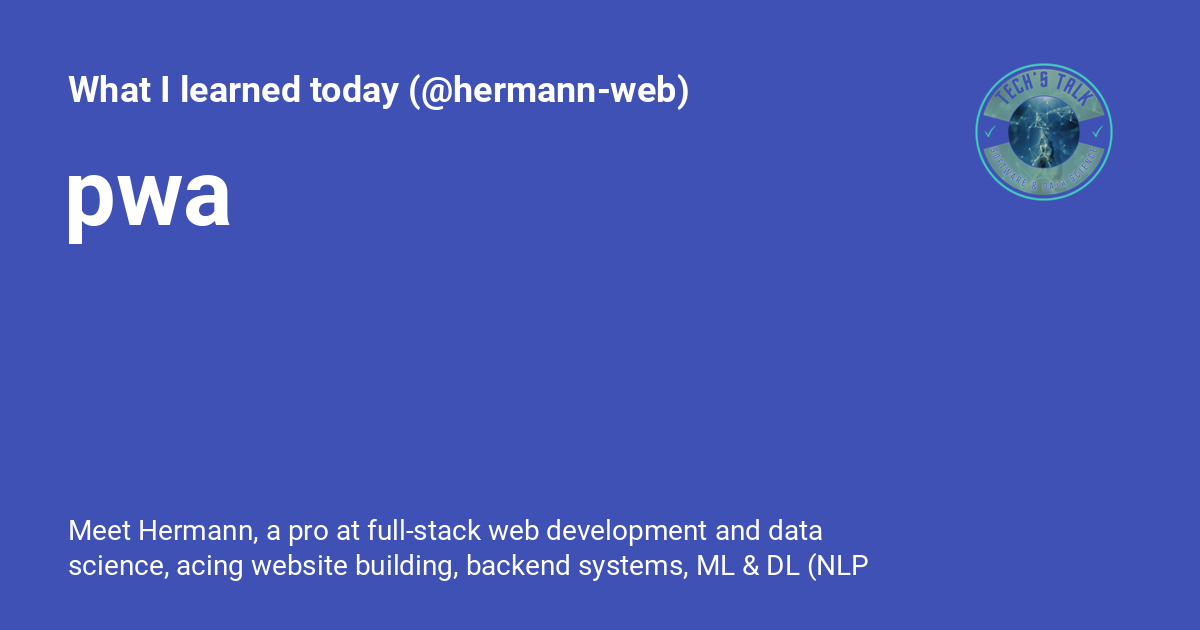 What I learned today (@hermann-web)
TECH'S TALK
pwa
SOFTWARE & DATA SCIENCE
Meet Hermann, a pro at full-stack web development and data
science, acing website building, backend systems, ML & DL (NLP